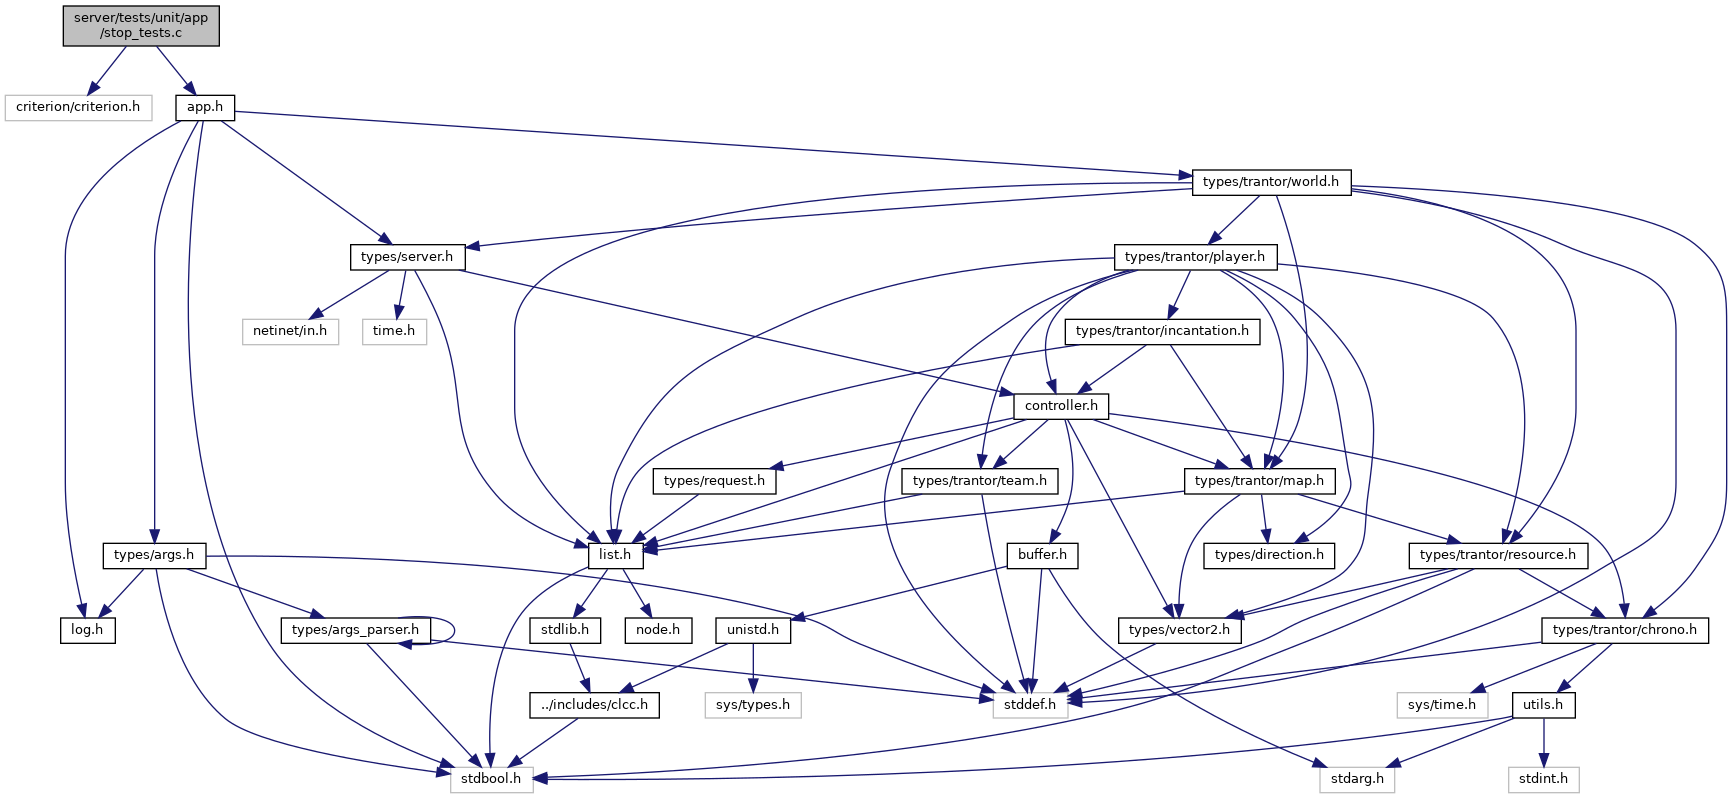 server/tests/unit/app
/stop_tests.c
criterion/criterion.h
app.h
types/trantor/world.h
types/server.h
types/trantor/player.h
netinet/in.h
time.h
types/trantor/incantation.h
controller.h
types/request.h
types/trantor/team.h
types/trantor/map.h
types/args.h
list.h
buffer.h
types/direction.h
types/trantor/resource.h
log.h
types/args_parser.h
stdlib.h
node.h
unistd.h
types/vector2.h
types/trantor/chrono.h
../includes/clcc.h
sys/types.h
stddef.h
sys/time.h
utils.h
stdbool.h
stdarg.h
stdint.h